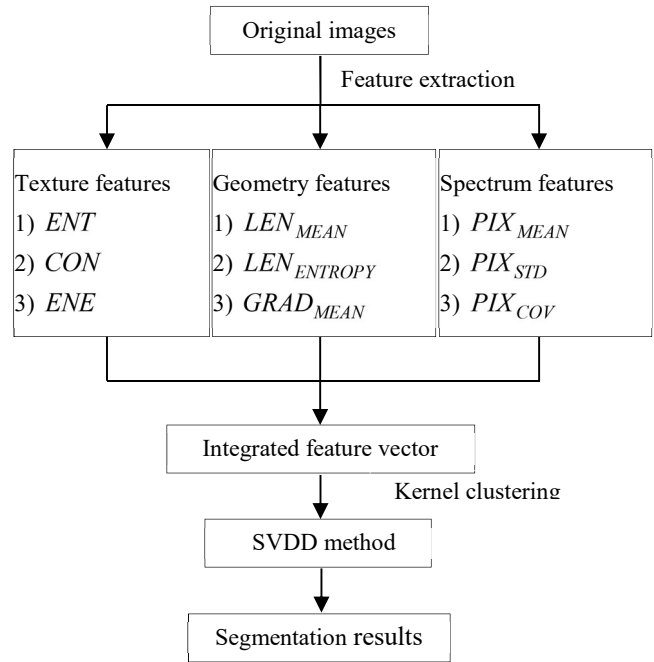 Original images
Feature extraction
Texture features
1) ENT
2) CON
3) ENE
Geometry features
1) LEN_MEAN
2) LEN_ENTROPY
3) GRAD_MEAN
Spectrum features
1) PIX_MEAN
2) PIX_STD
3) PIX_COV
Integrated feature vector
Kernel clustering
SVDD method
Segmentation results